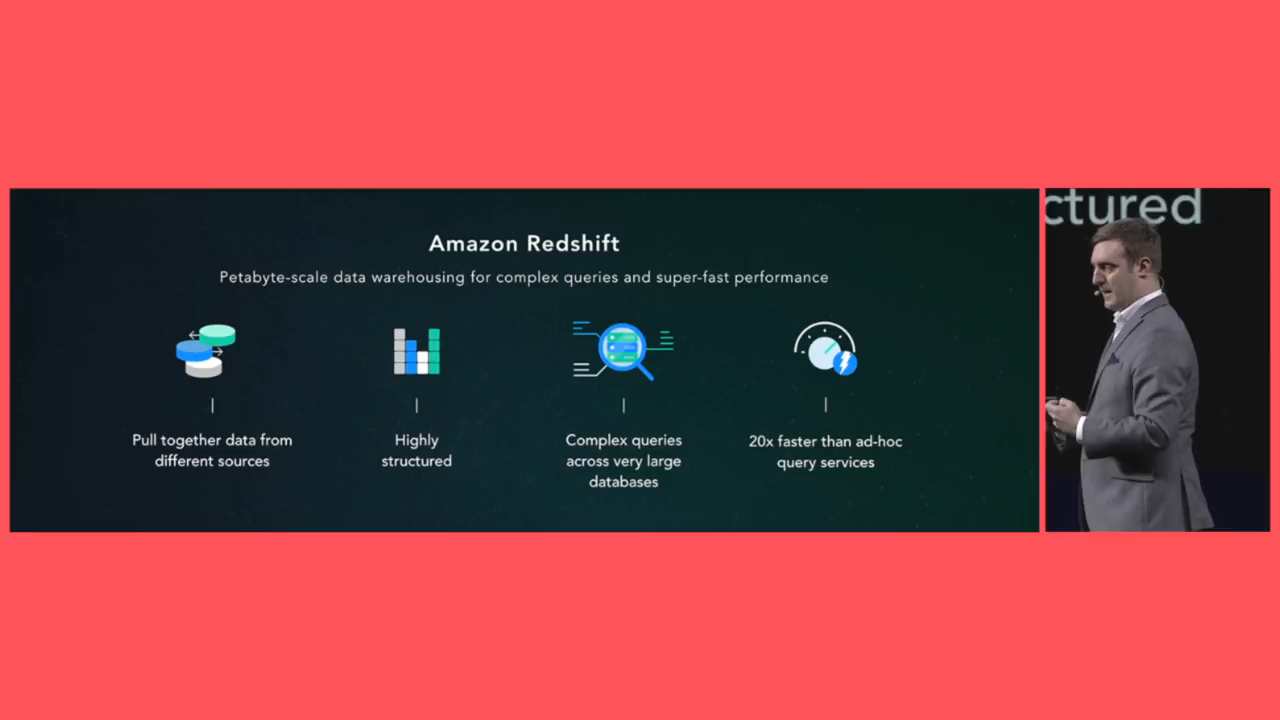 Amazon Redshift
Petabyte-scale data warehousing for complex queries and super-fast performance
Pull together data from
different sources
Highly
structured
Complex queries
across very large
databases
20x faster than ad-hoc
query services
ctured